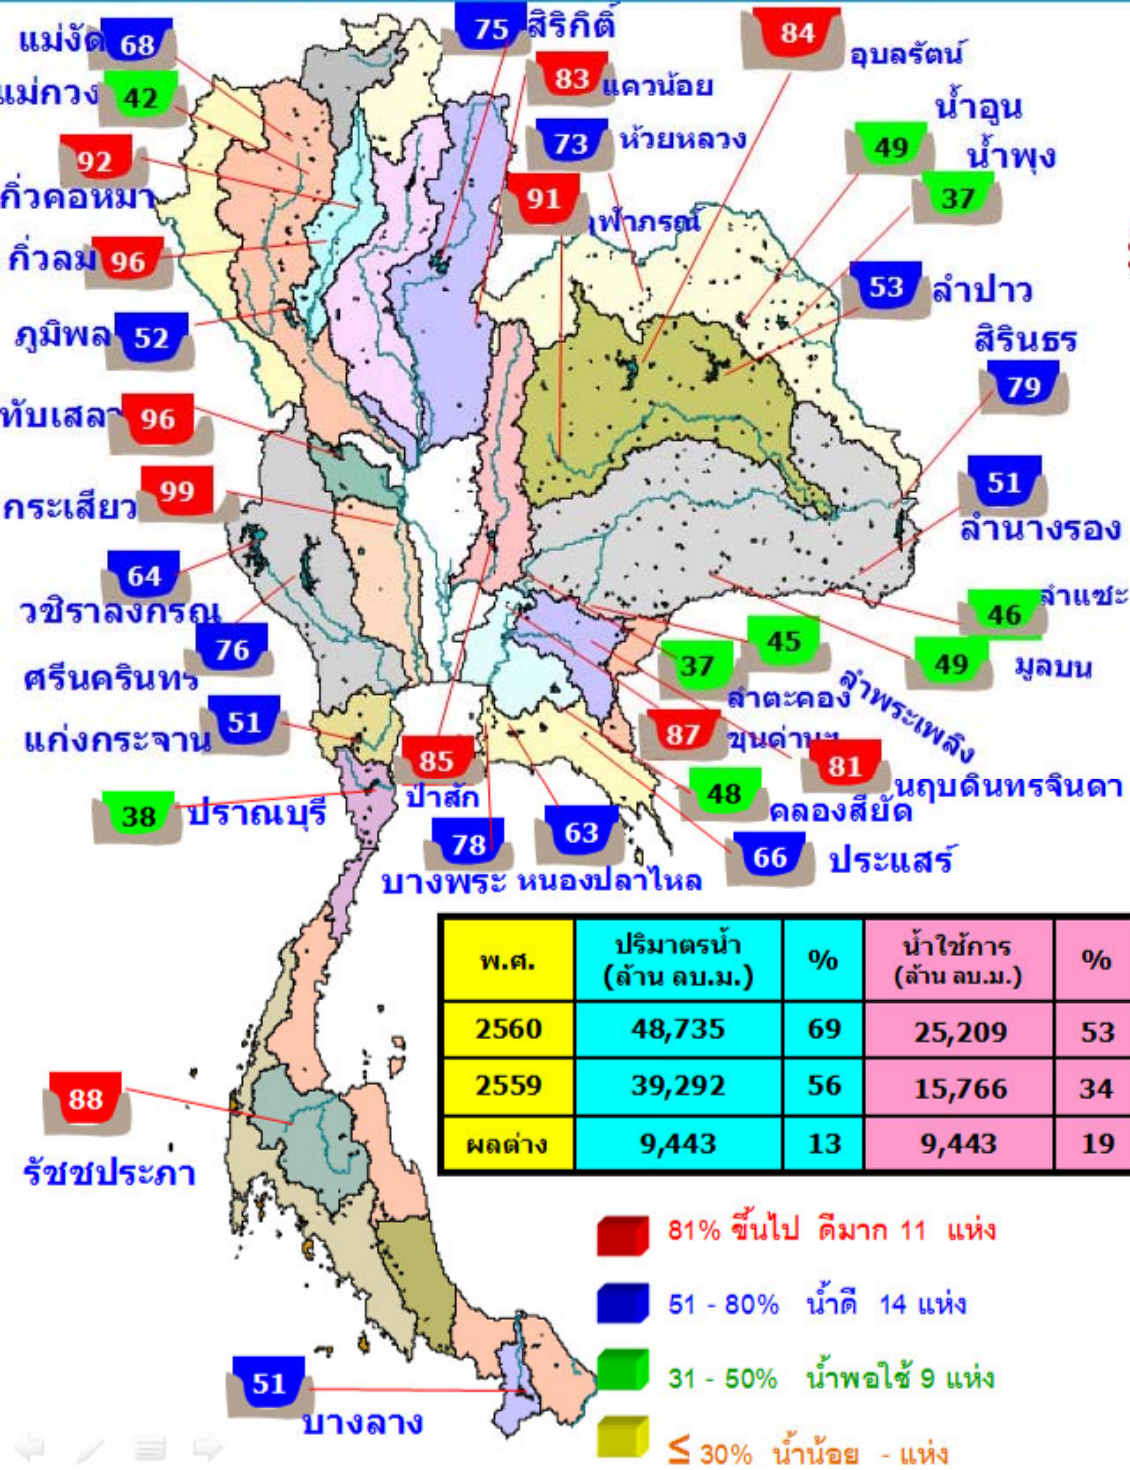 แม่งัด 68
75 สิริกิติ์
84 อุบลรัตน์
แม่กวง 42
83 แควน้อย
น้ำอูน 49
73 ห้วยหลวง
92 กิ่วคอหมา
น้ำพุง 37
91 จุฬาภรณ์
กิ่วลม 96
53 ลำปาว
ภูมิพล 52
สิรินธร 79
ทับเสลา 96
กระเสียว 99
51 ลำนางรอง
64 วชิราลงกรณ
46 ลำแซะ
76 ศรีนครินทร์
45 ลำพระเพลิง
49 มูลบน
37 ลำตะคอง
แก่งกระจาน 51
87 ขุนด่านฯ
85 ป่าสัก
81 นฤบดินทรจินดา
38 ปราณบุรี
48 คลองสียัด
78 บางพระ
63 หนองปลาไหล
66 ประแสร์
พ.ศ. ปริมาตรน้ำ (ล้าน ลบ.ม.) % น้ำใช้การ (ล้าน ลบ.ม.) %
2560 48,735 69 25,209 53
2559 39,292 56 15,766 34
ผลต่าง 9,443 13 9,443 19
88 รัชชประภา
81% ขึ้นไป ดีมาก 11 แห่ง
51 - 80% น้ำดี 14 แห่ง
31 - 50% น้ำพอใช้ 9 แห่ง
≤ 30% น้ำน้อย - แห่ง
51 บางลาง